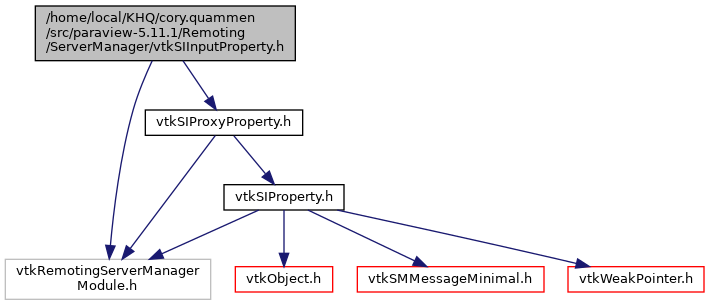 /home/local/KHQ/cory.quammen
/src/paraview-5.11.1/Remoting
/ServerManager/vtkSIInputProperty.h
vtkSIProxyProperty.h
vtkSIProperty.h
vtkRemotingServerManager
Module.h
vtkObject.h
vtkSMMessageMinimal.h
vtkWeakPointer.h